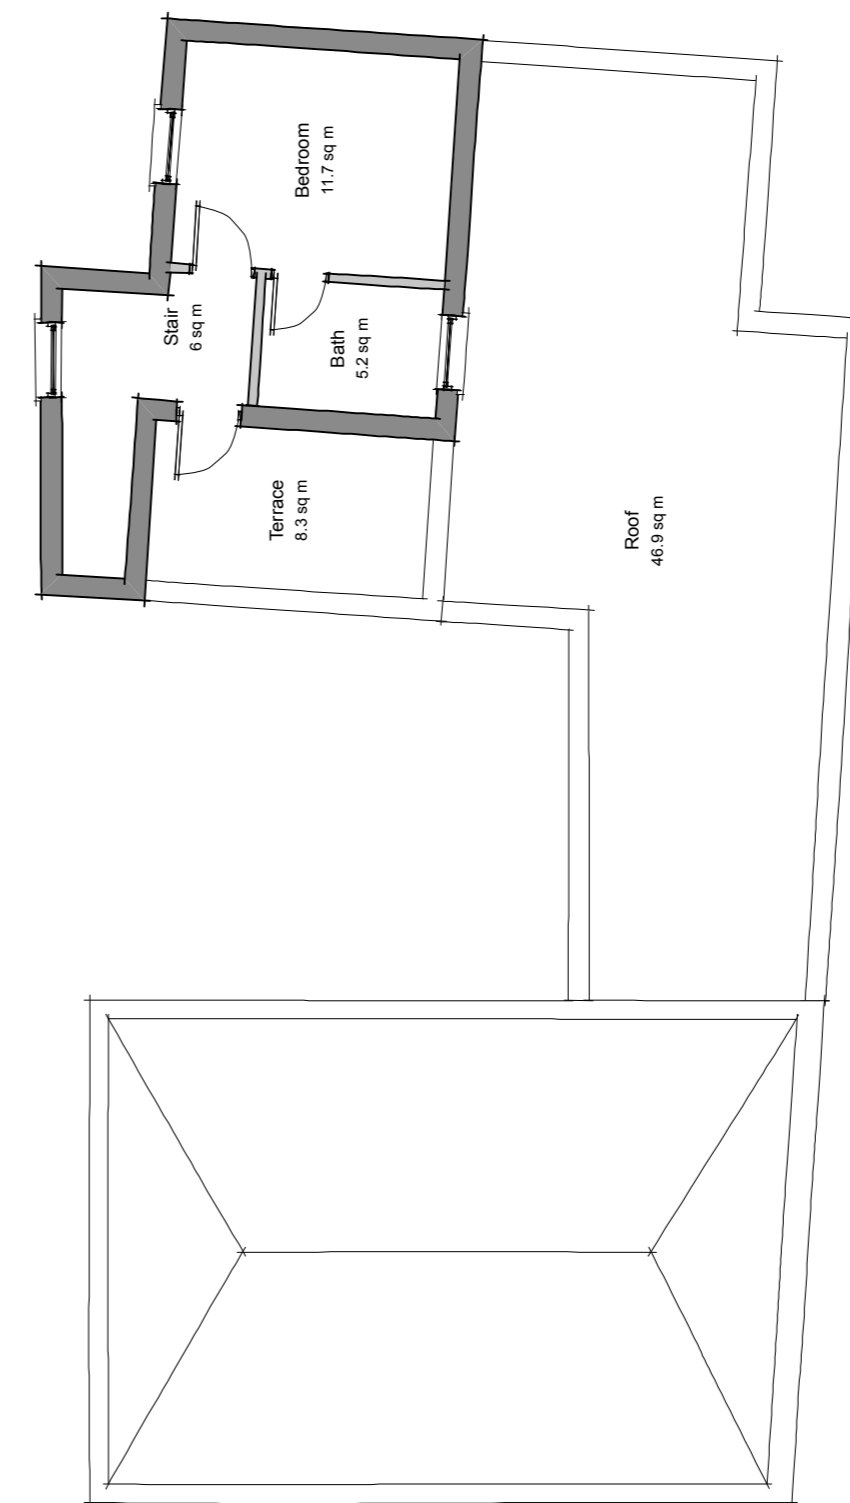 Bedroom
11.7 sq m
Stair
6 sq m
Bath
5.2 sq m
Terrace
8.3 sq m
Roof
46.9 sq m